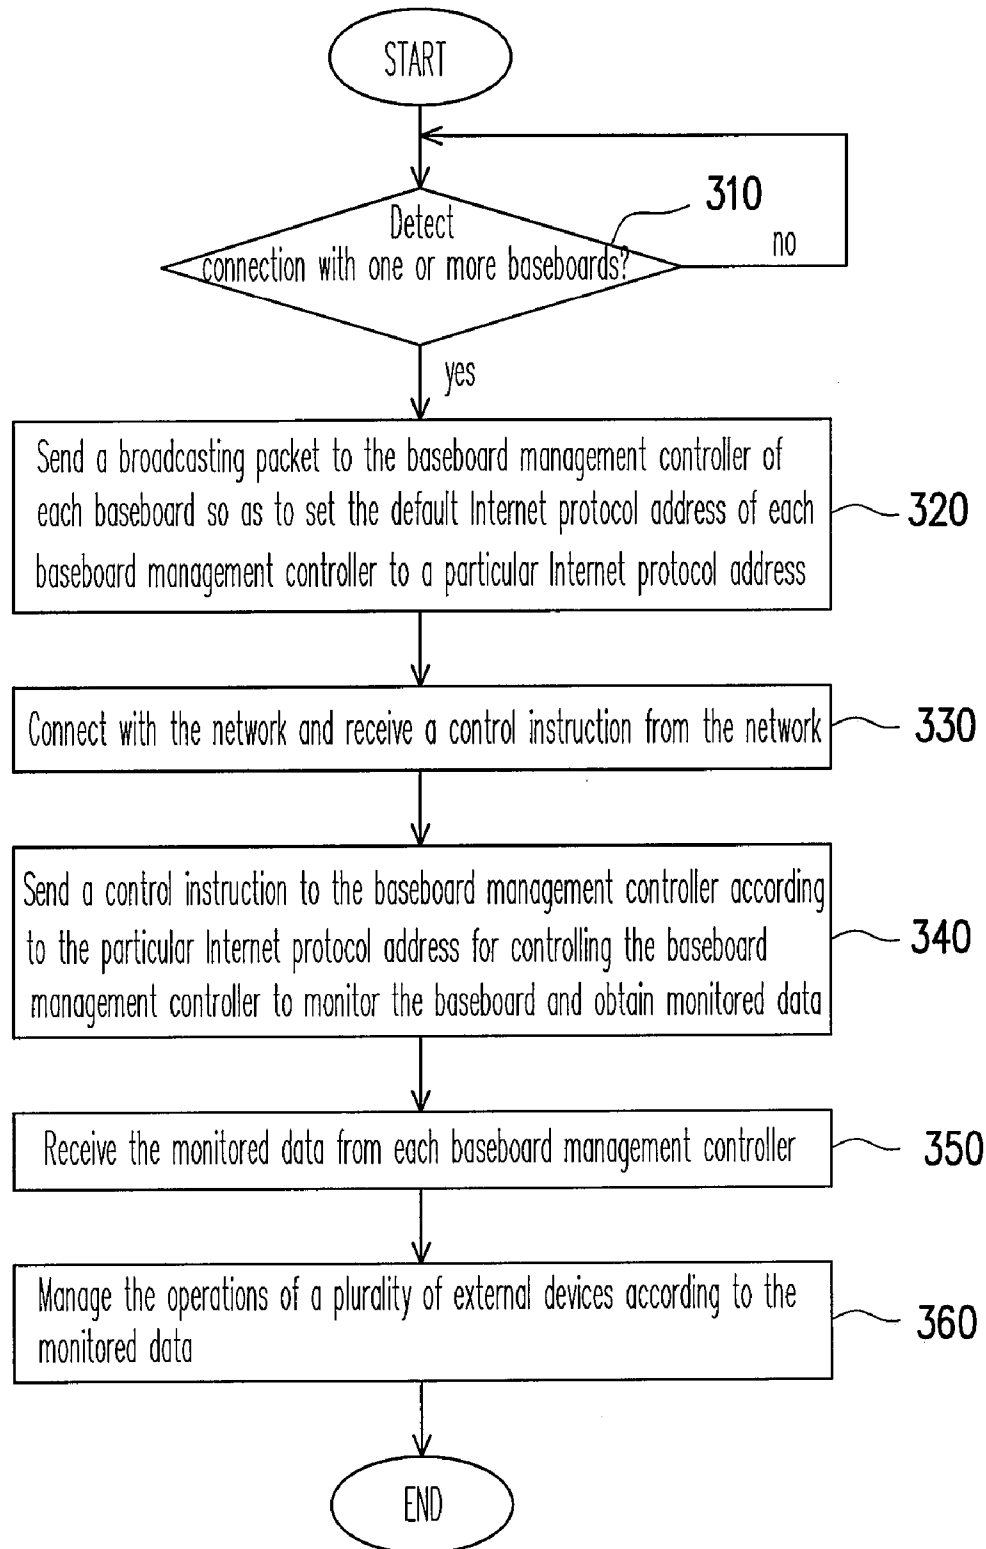 START
310
Detect
connection with one or more baseboards?
no
yes
Send a broadcasting packet to the baseboard management controller of
each baseboard so as to set the default Internet protocol address of each
baseboard management controller to a particular Internet protocol address
320
Connect with the network and receive a control instruction from the network
330
Send a control instruction to the baseboard management controller according
to the particular Internet protocol address for controlling the baseboard
management controller to monitor the baseboard and obtain monitored data
340
Receive the monitored data from each baseboard management controller
350
Manage the operations of a plurality of external devices according to the
monitored data
360
END